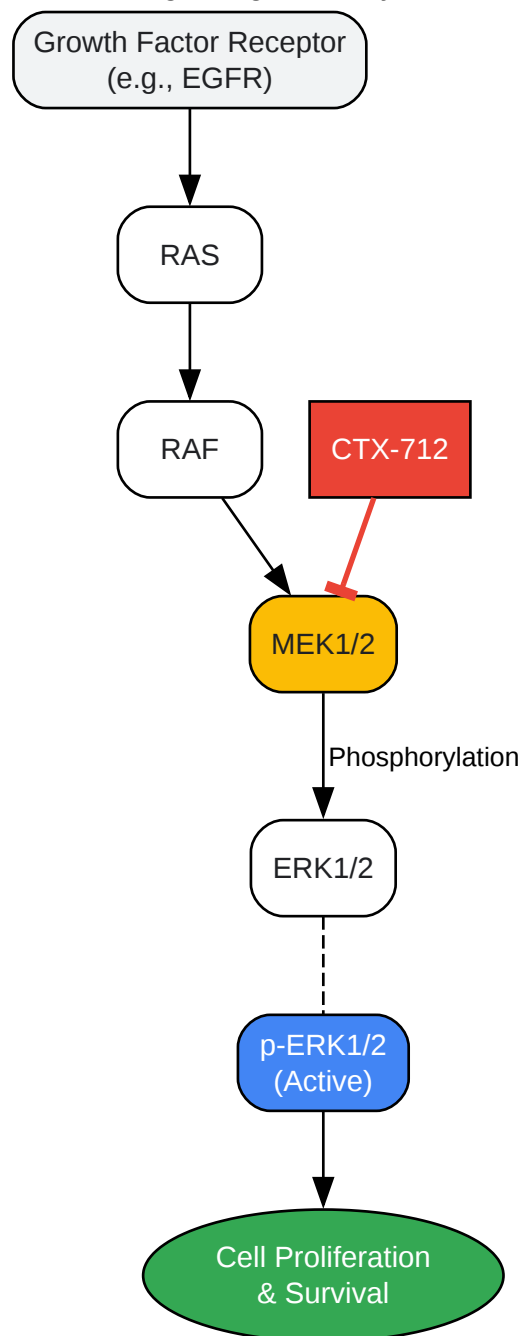 Growth Factor Receptor
(e.g., EGFR)
RAS
RAF
CTX-712
MEK1/2
Phosphorylation
ERK1/2
p-ERK1/2
(Active)
Cell Proliferation
& Survival